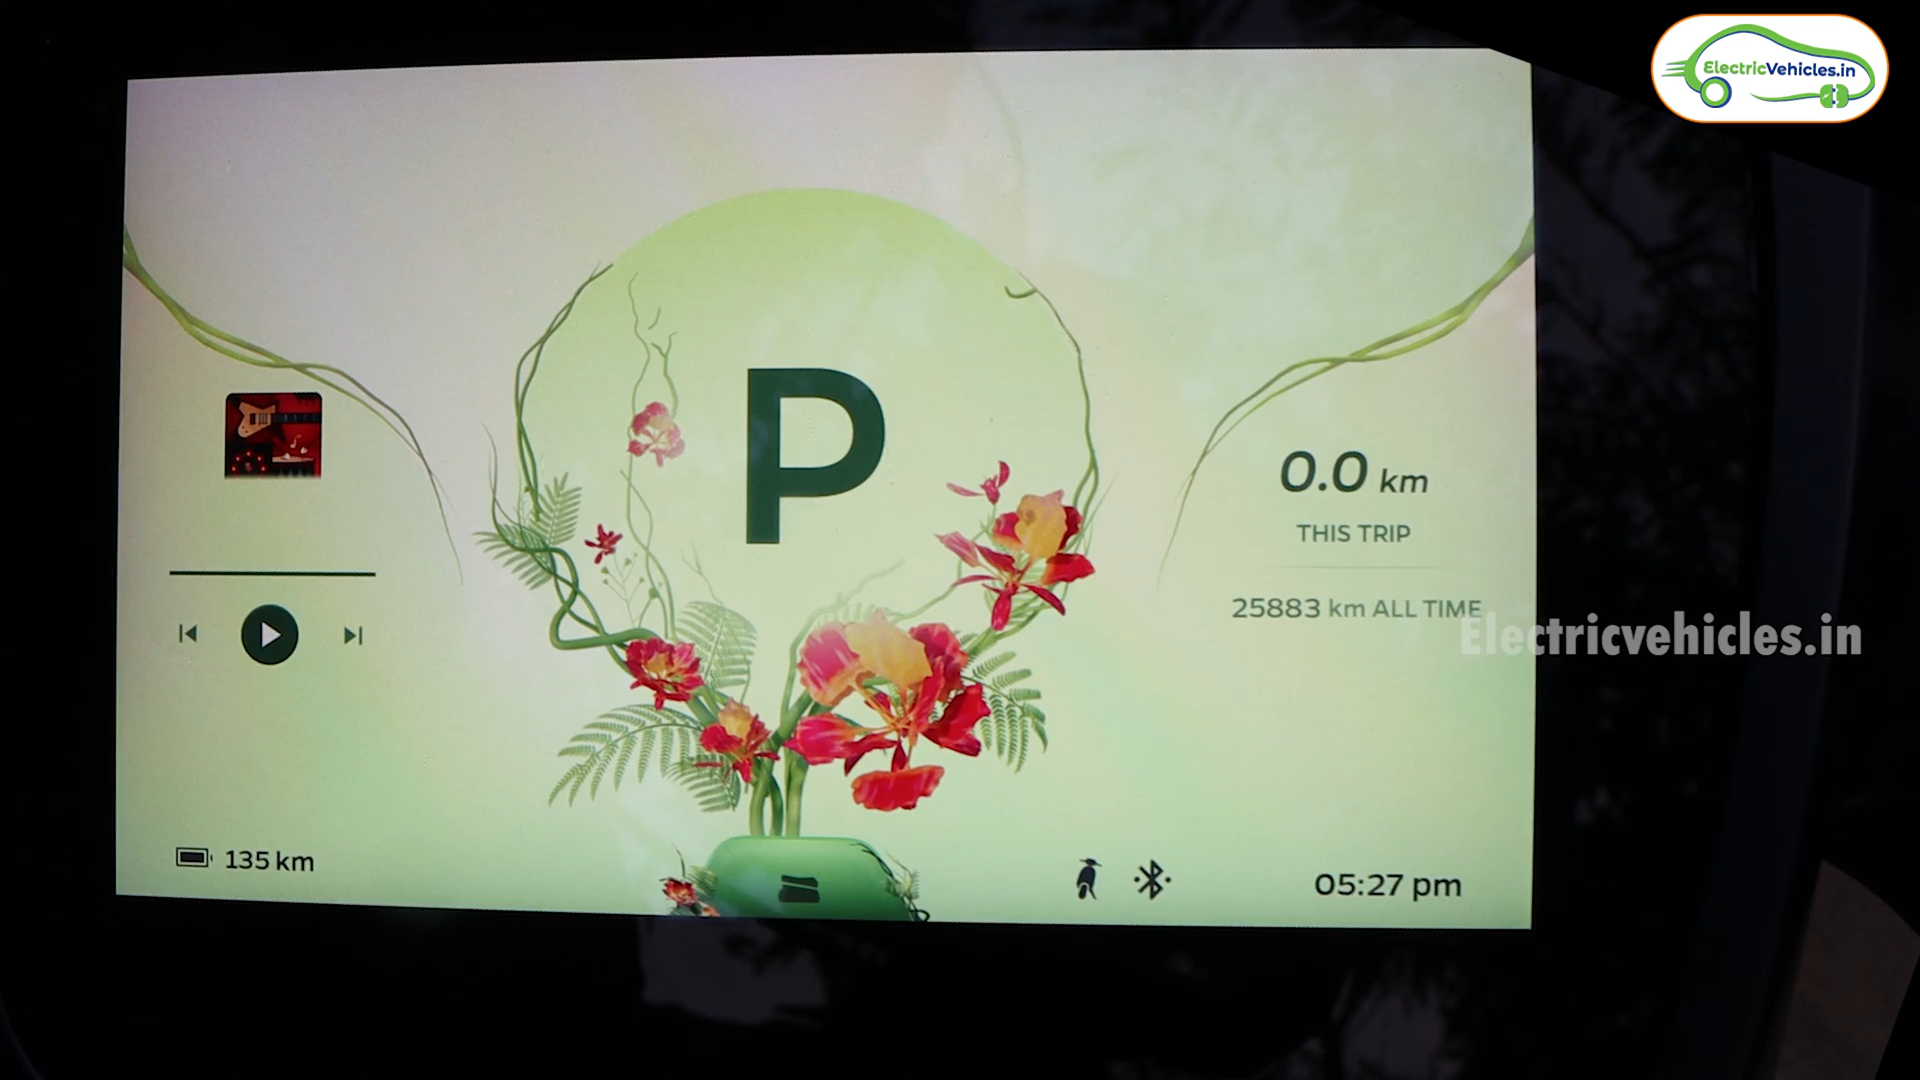 ElectricVehicles.in
P
0.0 km
THIS TRIP
25883 km ALL TIME
Electricvehicles.in
135 km
05:27 pm